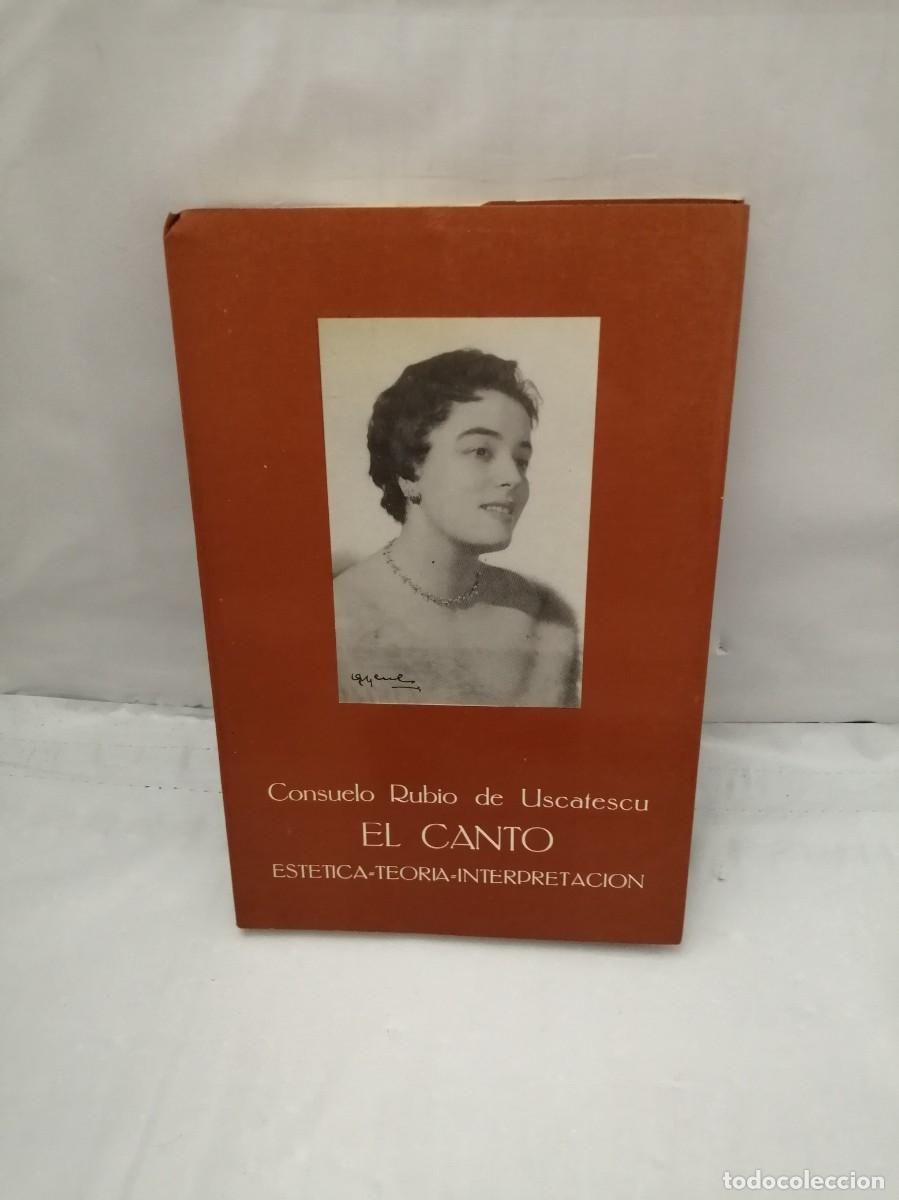 Consuelo Rubio de Uscatescu
EL CANTO
ESTETICA=TEORIA=INTERPRETACION
todocoleccion